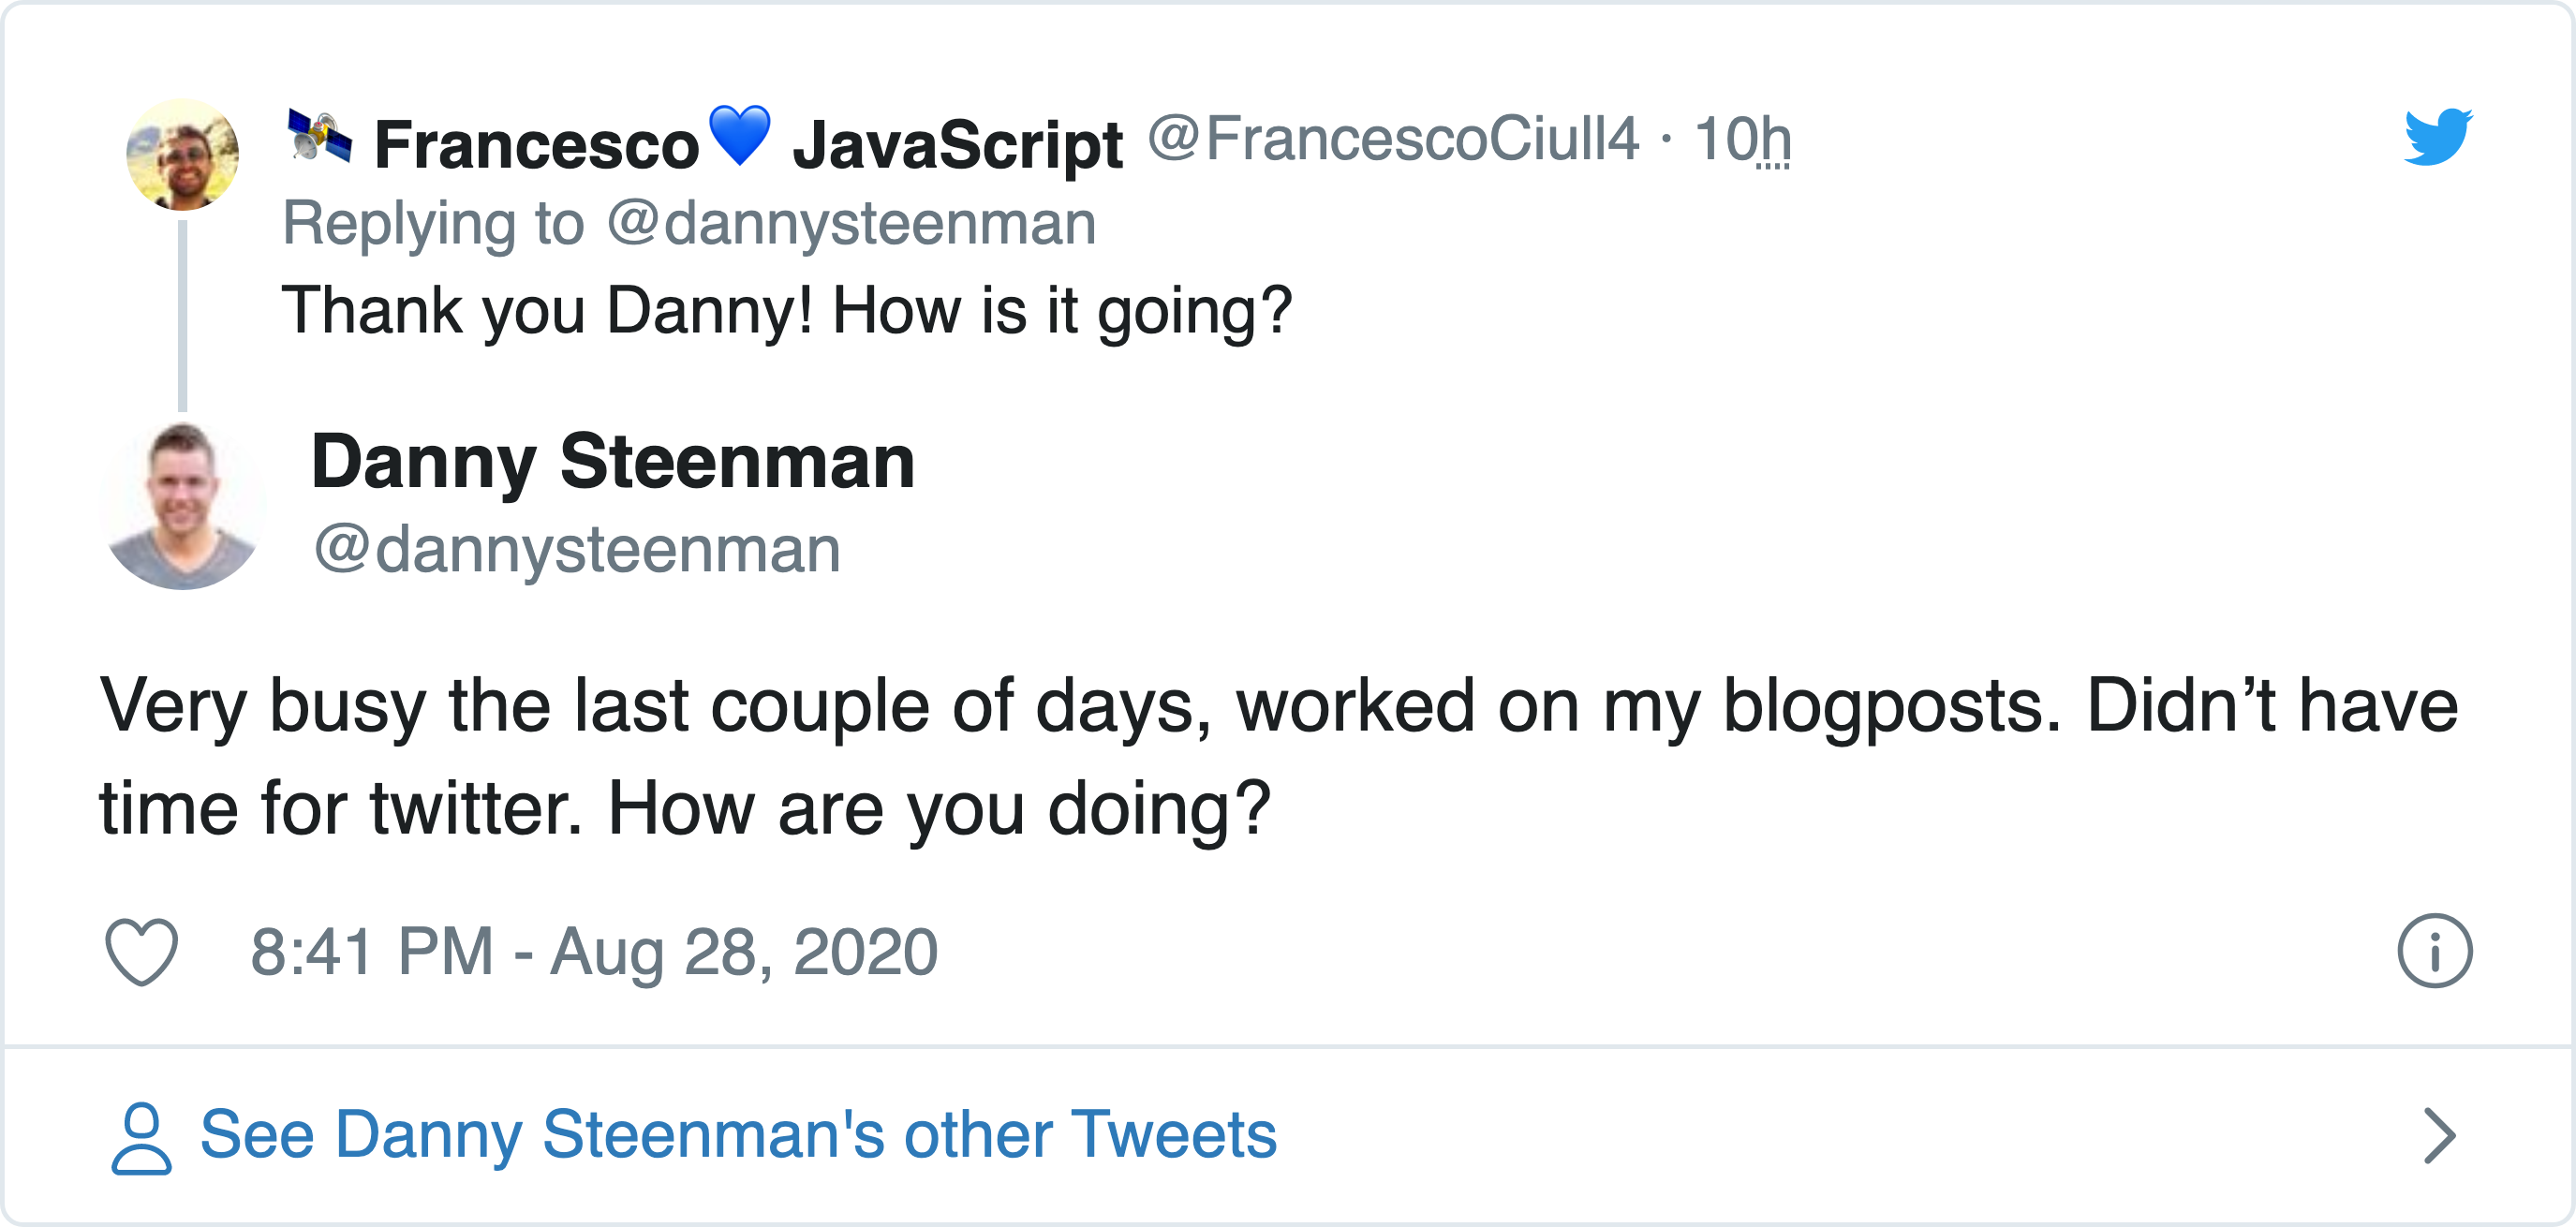 🛰 Francesco💙 JavaScript @FrancescoCiull4 · 10h
Replying to @dannysteenman
Thank you Danny! How is it going?
Danny Steenman
@dannysteenman
Very busy the last couple of days, worked on my blogposts. Didn’t have
time for twitter. How are you doing?
8:41 PM - Aug 28, 2020
See Danny Steenman's other Tweets